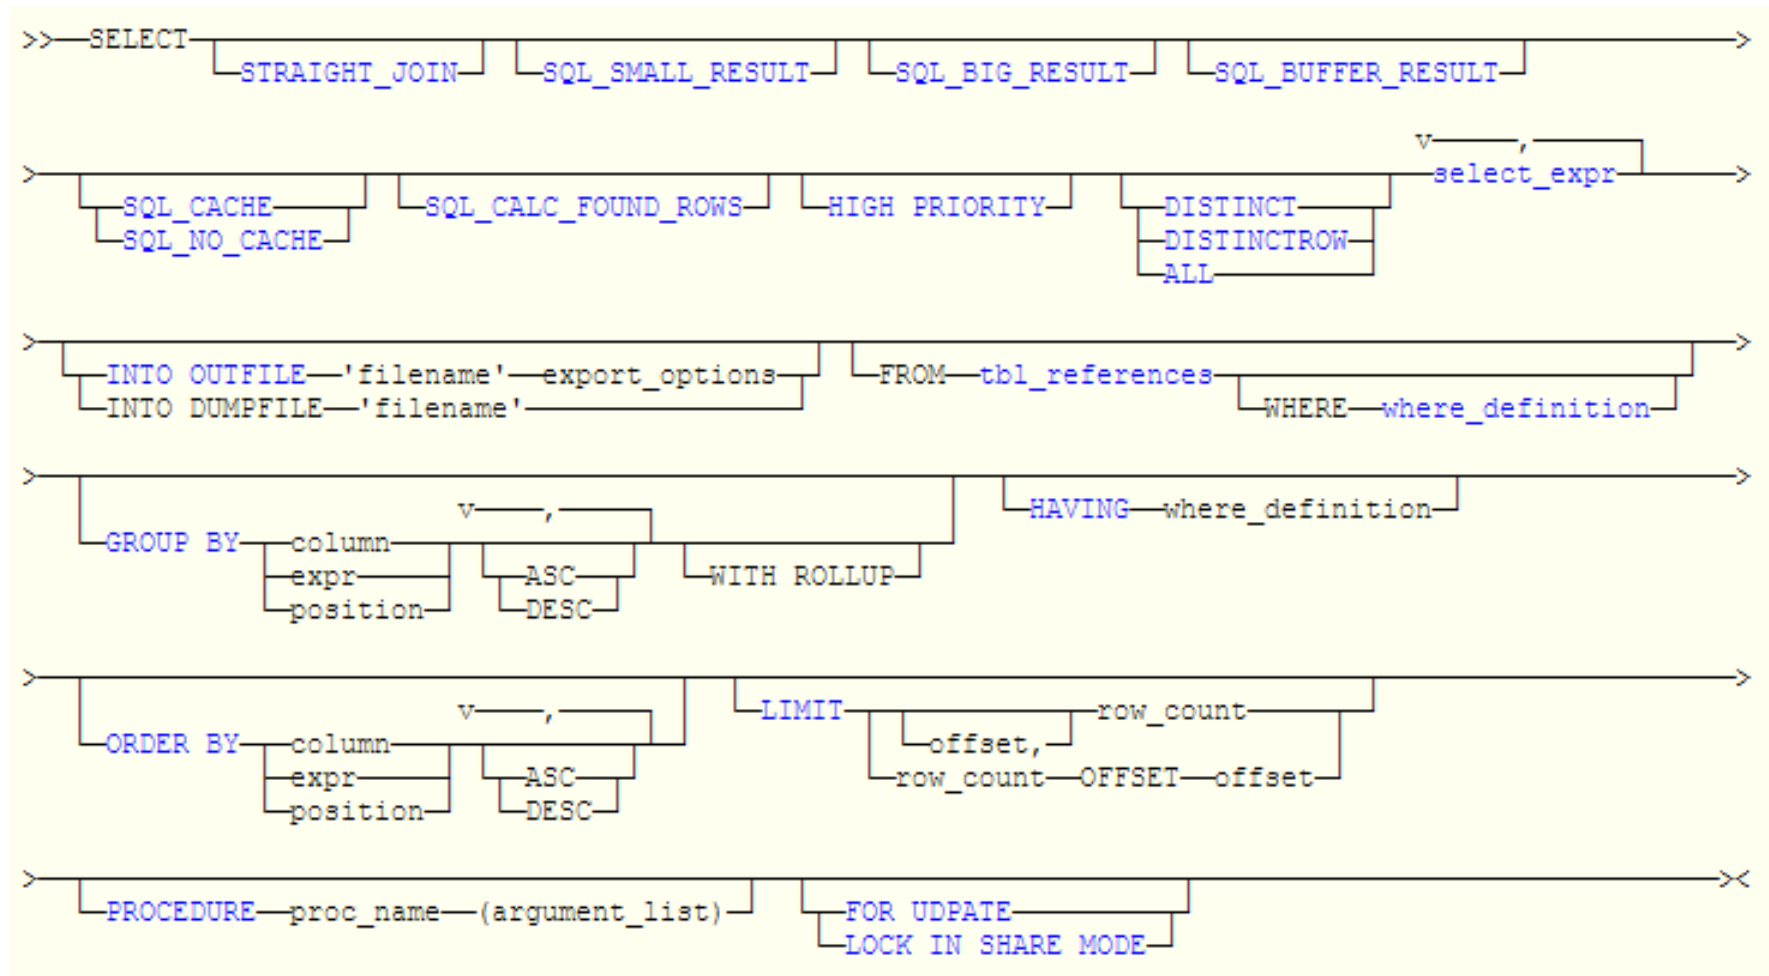 >>—SELECT >
STRAIGHT_JOIN SQL_SMALL_RESULT SQL_BIG_RESULT SQL_BUFFER_RESULT
v , 
> select_expr >
SQL_CACHE SQL_CALC_FOUND_ROWS HIGH PRIORITY DISTINCT
SQL_NO_CACHE DISTINCTROW
ALL
> >
INTO OUTFILE—'filename'—export_options FROM—tbl_references
INTO DUMPFILE—'filename' WHERE—where_definition
> >
v , HAVING—where_definition
GROUP BY column
expr ASC WITH ROLLUP
position DESC
> >
v , LIMIT row_count
ORDER BY column offset,
expr ASC row_count—OFFSET—offset
position DESC
> ><
PROCEDURE—proc_name—(argument_list) FOR UDPATE
LOCK IN SHARE MODE